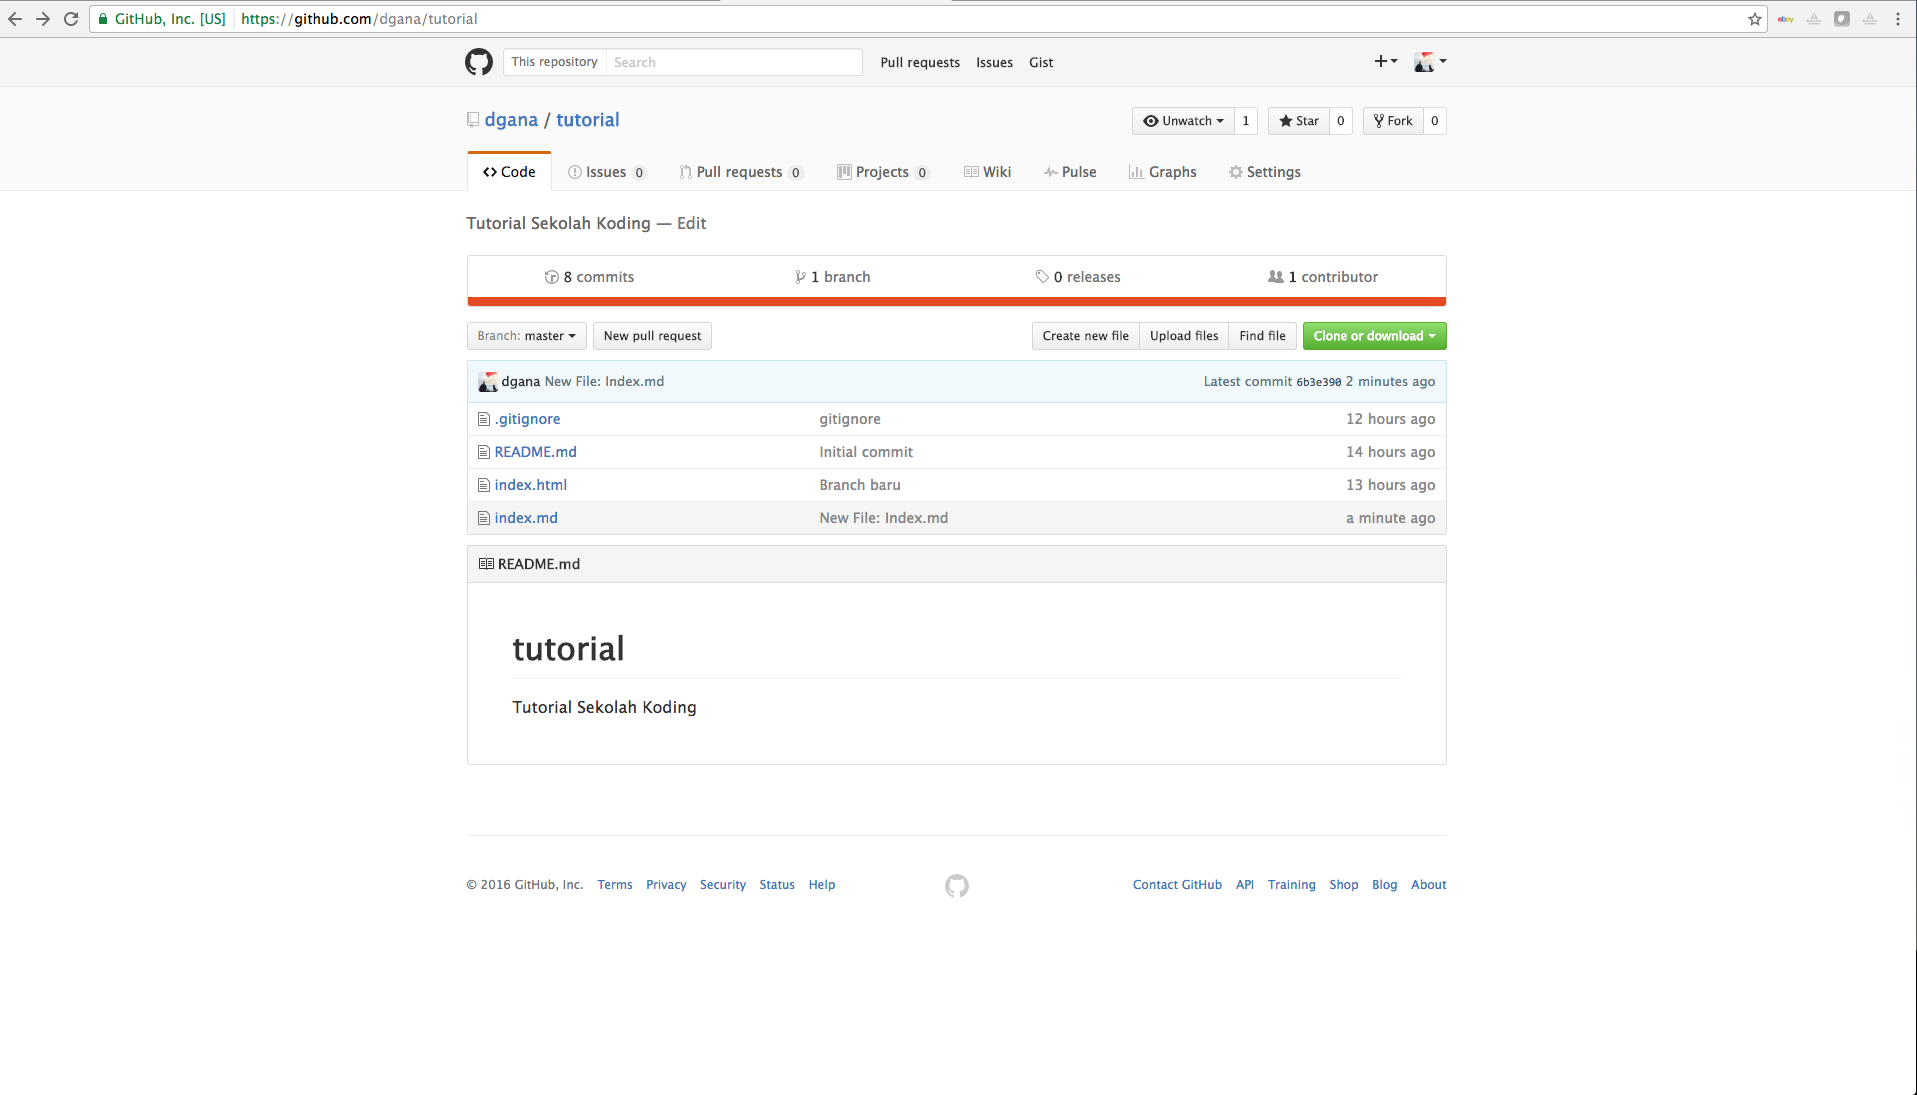 GitHub, Inc. [US] https://github.com/dgana/tutorial
This repository Search Pull requests Issues Gist
dgana / tutorial Unwatch 1 Star 0 Fork 0
Code Issues 0 Pull requests 0 Projects 0 Wiki Pulse Graphs Settings
Tutorial Sekolah Koding — Edit
8 commits 1 branch 0 releases 1 contributor
Branch: master New pull request Create new file Upload files Find file Clone or download
dgana New File: Index.md Latest commit 6b3e390 2 minutes ago
.gitignore gitignore 12 hours ago
README.md Initial commit 14 hours ago
index.html Branch baru 13 hours ago
index.md New File: Index.md a minute ago
README.md
tutorial
Tutorial Sekolah Koding
© 2016 GitHub, Inc. Terms Privacy Security Status Help Contact GitHub API Training Shop Blog About